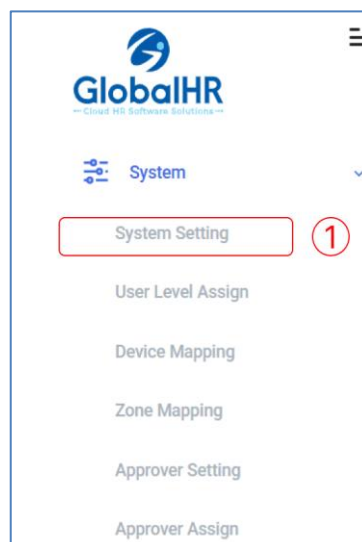 GlobalHR
Cloud HR Software Solutions
System
System Setting
1
User Level Assign
Device Mapping
Zone Mapping
Approver Setting
Approver Assign